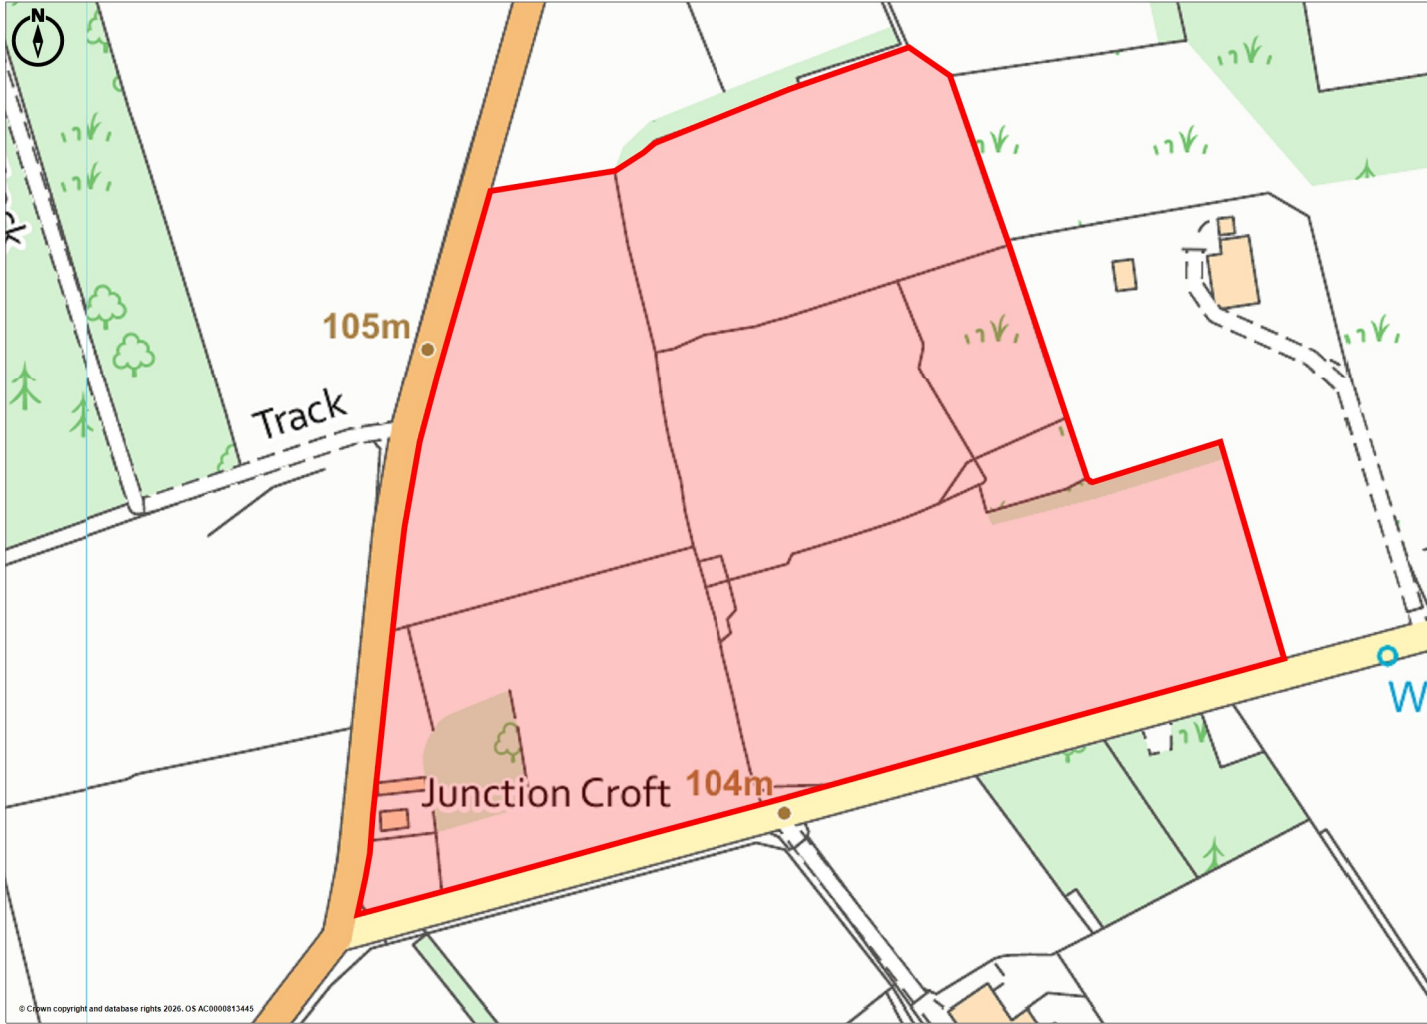 N
105m
Track
Junction Croft
104m
W
© Crown copyright and database rights 2026. OS AC0000813445